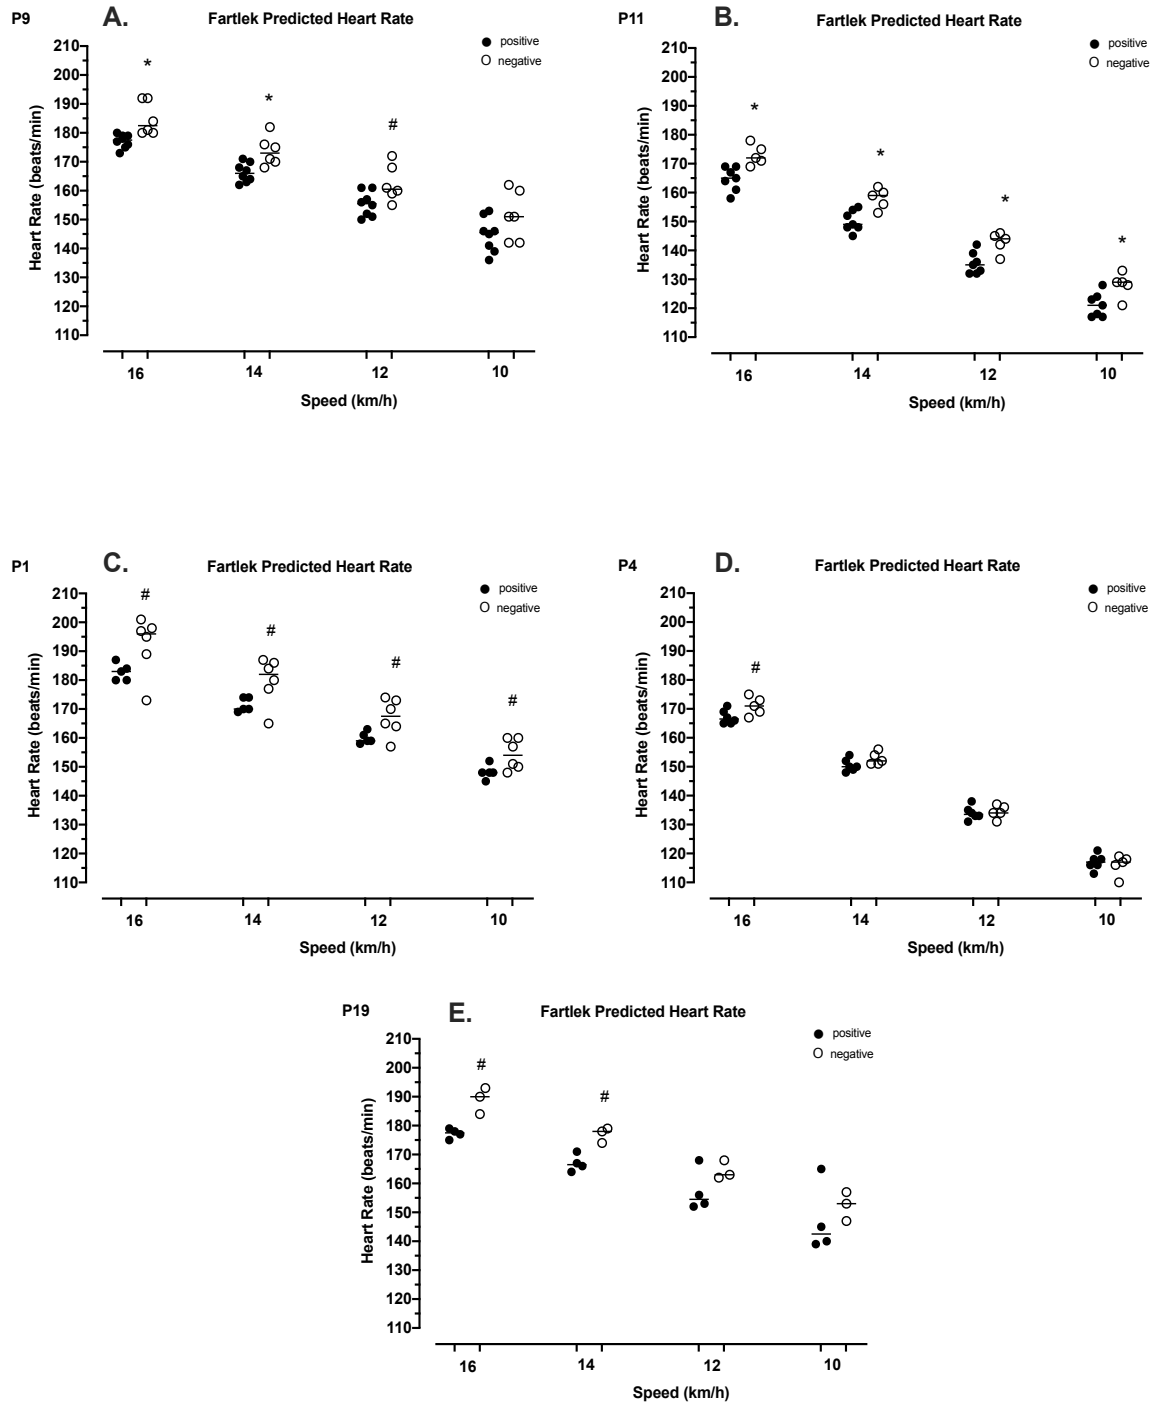 P9 A. Fartlek Predicted Heart Rate
positive
negative
Heart Rate (beats/min)
210
200
190
180
170
160
150
140
130
120
110
*
*
#
16 14 12 10
Speed (km/h)
P11 B. Fartlek Predicted Heart Rate
positive
negative
Heart Rate (beats/min)
210
200
190
180
170
160
150
140
130
120
110
*
*
*
*
16 14 12 10
Speed (km/h)
P1 C. Fartlek Predicted Heart Rate
positive
negative
Heart Rate (beats/min)
210
200
190
180
170
160
150
140
130
120
110
#
#
#
#
16 14 12 10
Speed (km/h)
P4 D. Fartlek Predicted Heart Rate
positive
negative
Heart Rate (beats/min)
210
200
190
180
170
160
150
140
130
120
110
#
16 14 12 10
Speed (km/h)
P19 E. Fartlek Predicted Heart Rate
positive
negative
Heart Rate (beats/min)
210
200
190
180
170
160
150
140
130
120
110
#
#
16 14 12 10
Speed (km/h)